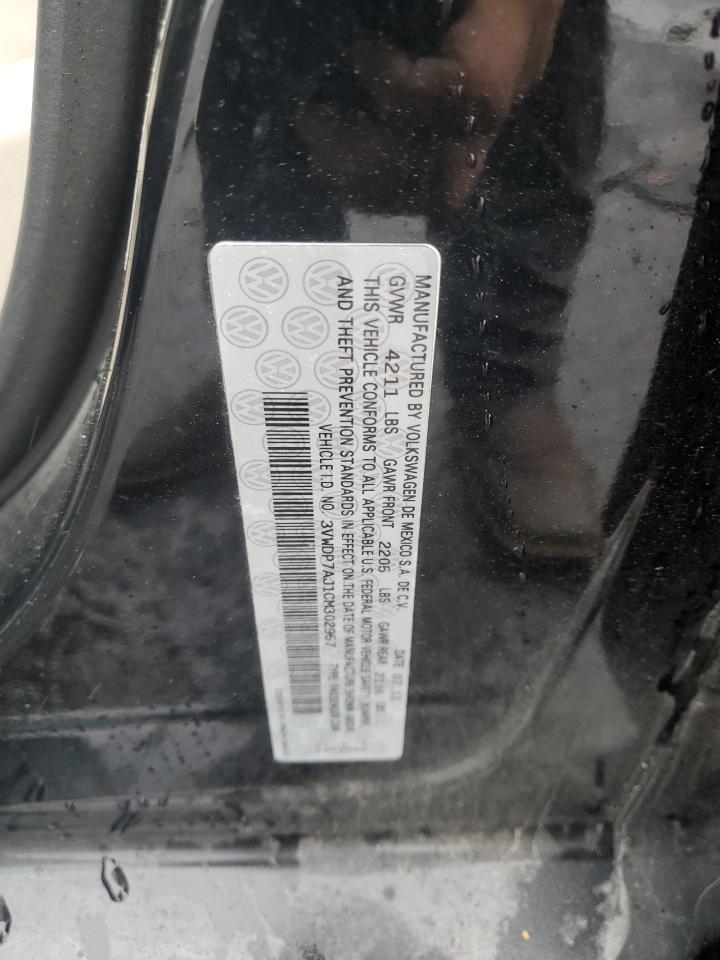 MANUFACTURED BY VOLKSWAGEN DE MEXICO S.A. DE C.V. DATE
GVWR 4211 LBS GAWR FRONT 2205 LBS GAWR REAR LBS
THIS VEHICLE CONFORMS TO ALL APPLICABLE U.S. FEDERAL MOTOR VEHICLE SAFETY, BUMPER
AND THEFT PREVENTION STANDARDS IN EFFECT ON THE DATE OF MANUFACTURE SHOWN ABOVE
VEHICLE I.D. NO. 3VWDP7AJ1CM302967 TYPE: